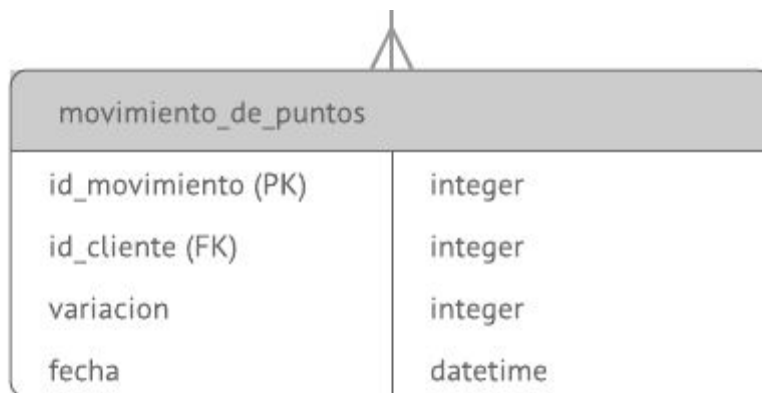 movimiento_de_puntos
id_movimiento (PK) integer
id_cliente (FK) integer
variacion integer
fecha datetime